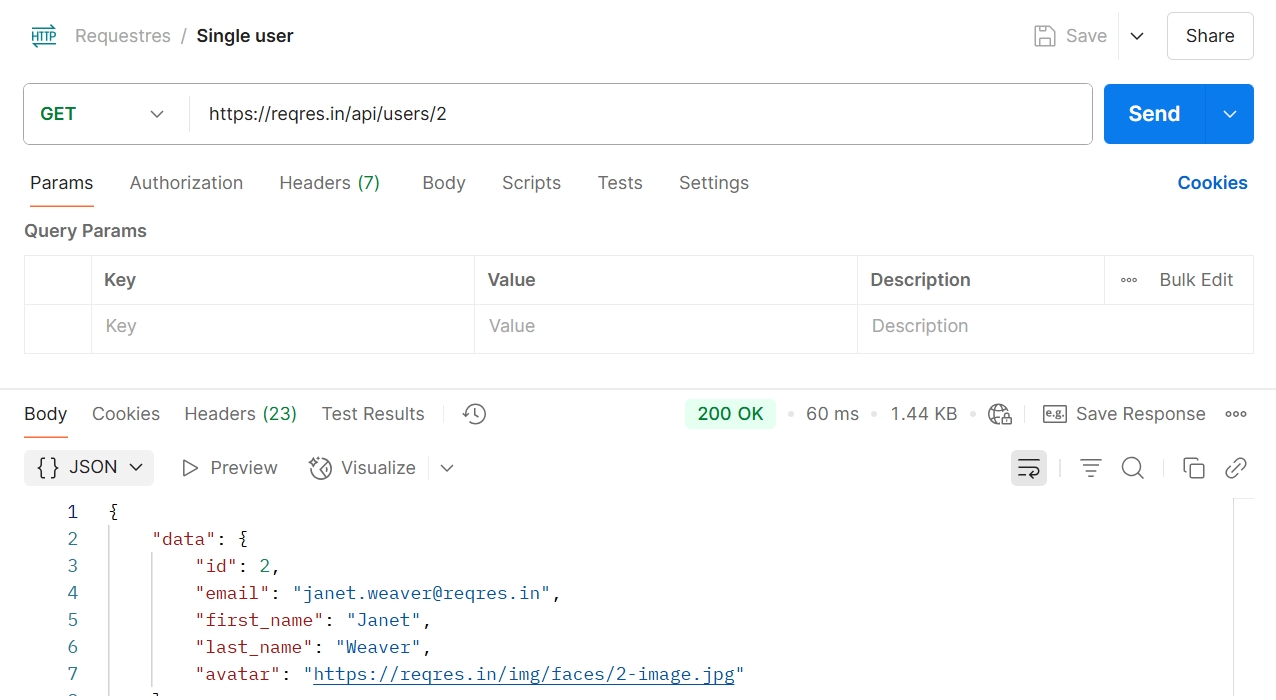 HTTP Requestres / Single user Save Share
GET https://reqres.in/api/users/2 Send
Params Authorization Headers (7) Body Scripts Tests Settings Cookies
Query Params
Key Value Description Bulk Edit
Key Value Description
Body Cookies Headers (23) Test Results 200 OK 60 ms 1.44 KB e.g. Save Response
{} JSON Preview Visualize
1 {
2 "data": {
3 "id": 2,
4 "email": "janet.weaver@reqres.in",
5 "first_name": "Janet",
6 "last_name": "Weaver",
7 "avatar": "https://reqres.in/img/faces/2-image.jpg"